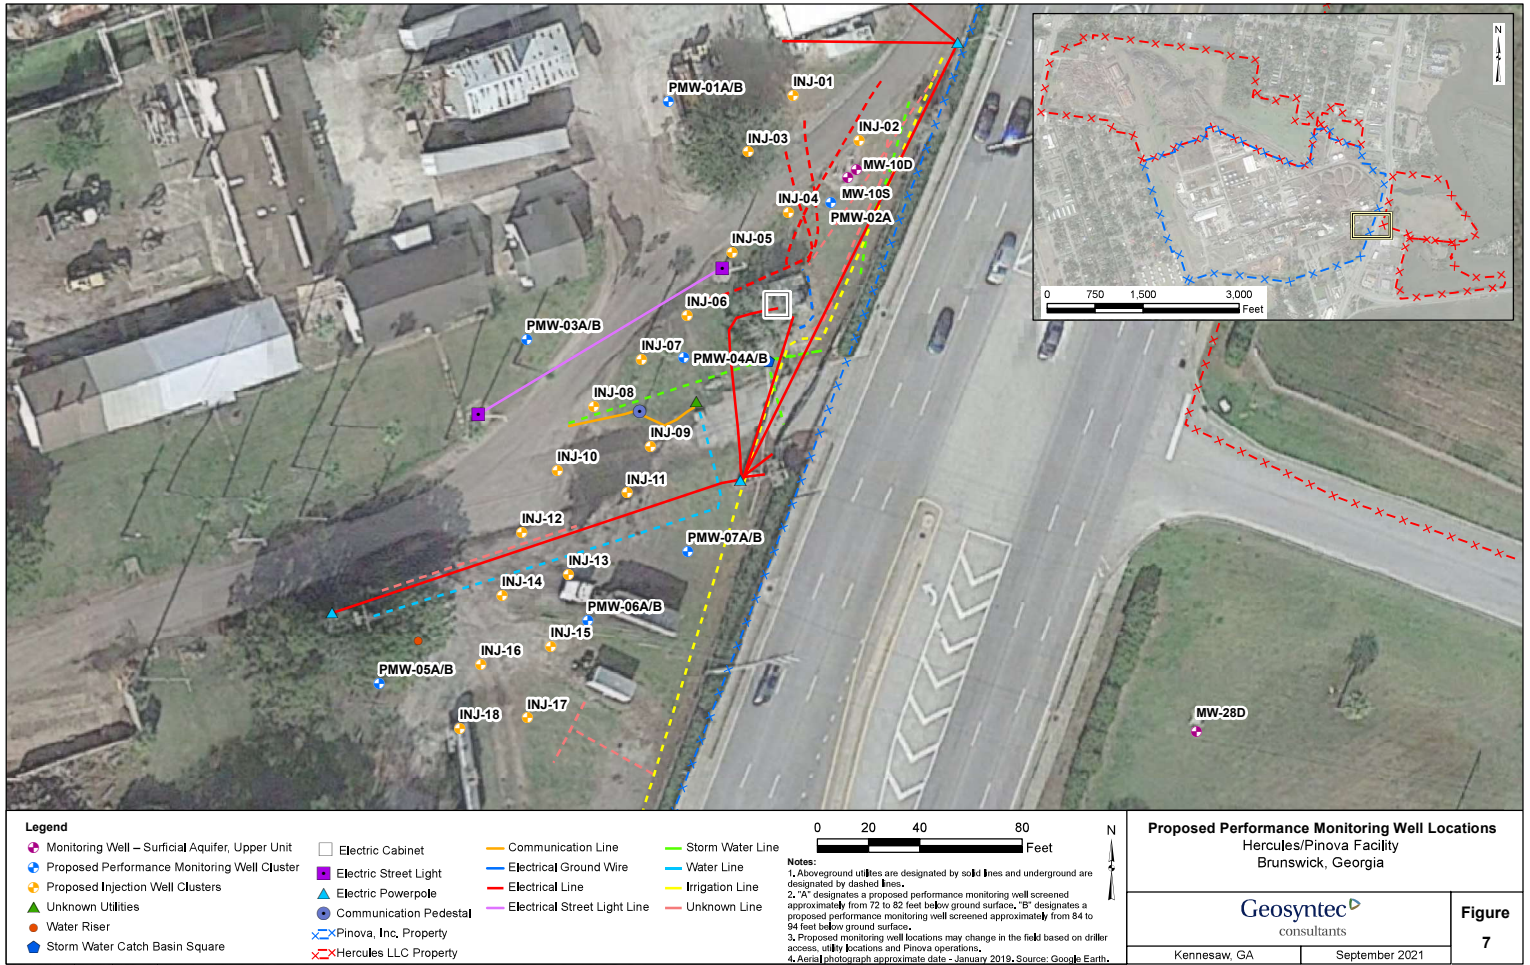 PMW-01A/B
INJ-01
INJ-02
INJ-03
MW-10D
MW-10S
INJ-04
PMW-02A
INJ-05
INJ-06
PMW-03A/B
INJ-07
PMW-04A/B
INJ-08
INJ-09
INJ-10
INJ-11
INJ-12
PMW-07A/B
INJ-13
INJ-14
PMW-06A/B
INJ-15
INJ-16
PMW-05A/B
INJ-17
INJ-18
MW-28D
N
0 750 1,500 3,000
Feet
Legend
Monitoring Well – Surficial Aquifer, Upper Unit
Proposed Performance Monitoring Well Cluster
Proposed Injection Well Clusters
Unknown Utilities
Water Riser
Storm Water Catch Basin Square
Electric Cabinet
Electric Street Light
Electric Powerpole
Communication Pedestal
Pinova, Inc. Property
Hercules LLC Property
Communication Line
Electrical Ground Wire
Electrical Line
Electrical Street Light Line
Storm Water Line
Water Line
Irrigation Line
Unknown Line
0 20 40 80
Feet
N
Notes:
1. Aboveground utilites are designated by solid lines and underground are
designated by dashed lines.
2. "A" designates a proposed performance monitoring well screened
approximately from 72 to 82 feet below ground surface. "B" designates a
proposed performance monitoring well screened approximately from 84 to
94 feet below ground surface.
3. Proposed monitoring well locations may change in the field based on driller
access, utility locations and Pinova operations.
4. Aerial photograph approximate date - January 2019. Source: Google Earth.
Proposed Performance Monitoring Well Locations
Hercules/Pinova Facility
Brunswick, Georgia
Geosyntec
consultants
Kennesaw, GA
September 2021
Figure
7